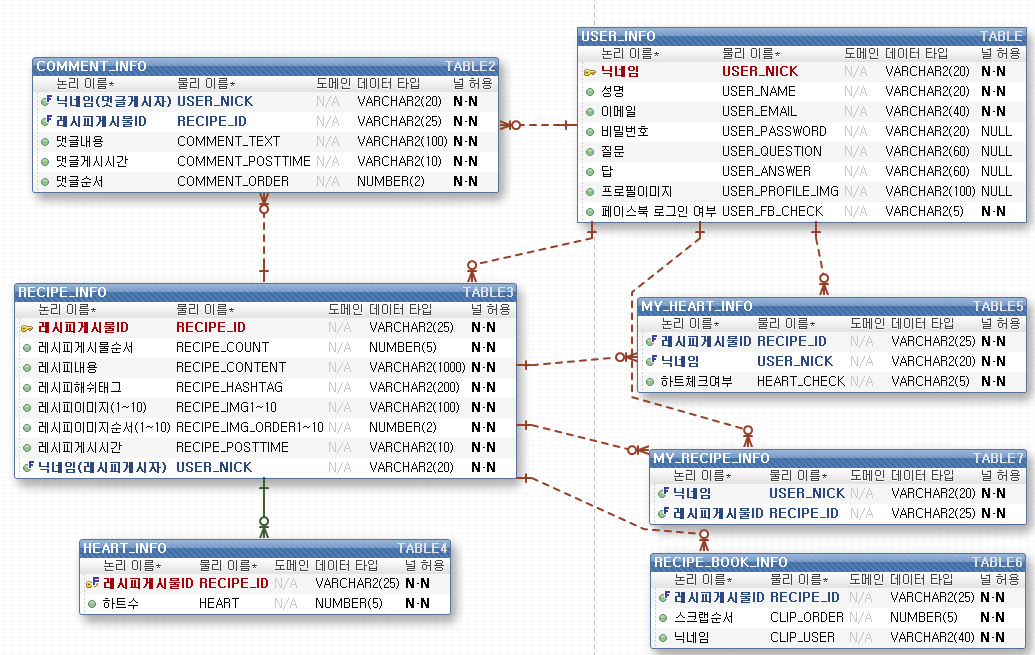 USER_INFO TABLE
논리 이름* 물리 이름* 도메인 데이터 타입 널 허용
닉네임 USER_NICK N/A VARCHAR2(20) N-N
성명 USER_NAME N/A VARCHAR2(20) N-N
이메일 USER_EMAIL N/A VARCHAR2(40) N-N
비밀번호 USER_PASSWORD N/A VARCHAR2(20) NULL
질문 USER_QUESTION N/A VARCHAR2(60) NULL
답 USER_ANSWER N/A VARCHAR2(60) NULL
프로필이미지 USER_PROFILE_IMG N/A VARCHAR2(100) NULL
페이스북 로그인 여부 USER_FB_CHECK N/A VARCHAR2(5) N-N
COMMENT_INFO TABLE2
논리 이름* 물리 이름* 도메인 데이터 타입 널 허용
닉네임(댓글게시자) USER_NICK N/A VARCHAR2(20) N-N
레시피게시물ID RECIPE_ID N/A VARCHAR2(25) N-N
댓글내용 COMMENT_TEXT N/A VARCHAR2(100) N-N
댓글게시시간 COMMENT_POSTTIME N/A VARCHAR2(10) N-N
댓글순서 COMMENT_ORDER N/A NUMBER(2) N-N
RECIPE_INFO TABLE3
논리 이름* 물리 이름* 도메인 데이터 타입 널 허용
레시피게시물ID RECIPE_ID N/A VARCHAR2(25) N-N
레시피게시물순서 RECIPE_COUNT N/A NUMBER(5) N-N
레시피내용 RECIPE_CONTENT N/A VARCHAR2(1000) N-N
레시피해쉬태그 RECIPE_HASHTAG N/A VARCHAR2(200) N-N
레시피이미지(1~10) RECIPE_IMG1~10 N/A VARCHAR2(100) N-N
레시피이미지순서(1~10) RECIPE_IMG_ORDER1~10 N/A NUMBER(2) N-N
레시피게시시간 RECIPE_POSTTIME N/A VARCHAR2(10) N-N
닉네임(레시피게시자) USER_NICK N/A VARCHAR2(20) N-N
MY_HEART_INFO TABLE5
논리 이름* 물리 이름* 도메인 데이터 타입 널 허용
레시피게시물ID RECIPE_ID N/A VARCHAR2(25) N-N
닉네임 USER_NICK N/A VARCHAR2(20) N-N
하트체크여부 HEART_CHECK N/A VARCHAR2(5) N-N
MY_RECIPE_INFO TABLE7
논리 이름* 물리 이름* 도메인 데이터 타입 널 허용
닉네임 USER_NICK N/A VARCHAR2(20) N-N
레시피게시물ID RECIPE_ID N/A VARCHAR2(25) N-N
HEART_INFO TABLE4
논리 이름* 물리 이름* 도메인 데이터 타입 널 허용
레시피게시물ID RECIPE_ID N/A VARCHAR2(25) N-N
하트수 HEART N/A NUMBER(5) N-N
RECIPE_BOOK_INFO TABLE6
논리 이름* 물리 이름* 도메인 데이터 타입 널 허용
레시피게시물ID RECIPE_ID N/A VARCHAR2(25) N-N
스크랩순서 CLIP_ORDER N/A NUMBER(5) N-N
닉네임 CLIP_USER N/A VARCHAR2(40) N-N